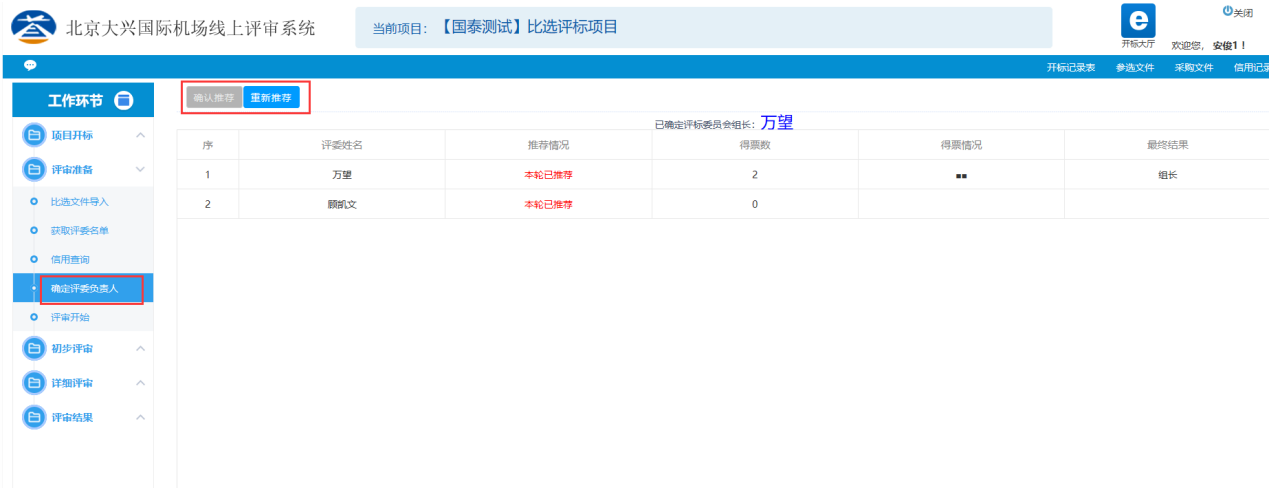 北京大兴国际机场线上评审系统
当前项目：【国泰测试】比选评标项目
开标大厅
关闭
欢迎您，安俊1！
开标记录表 参选文件 采购文件 信用记录
工作环节
确认推荐 重新推荐
已确定评标委员会组长：万望
项目开标
序 评委姓名 推荐情况 得票数 得票情况 最终结果
评审准备
1 万望 本轮已推荐 2 ■■ 组长
比选文件导入
2 顾凯文 本轮已推荐 0
获取评委名单
信用查询
确定评委负责人
评审开始
初步评审
详细评审
评审结果